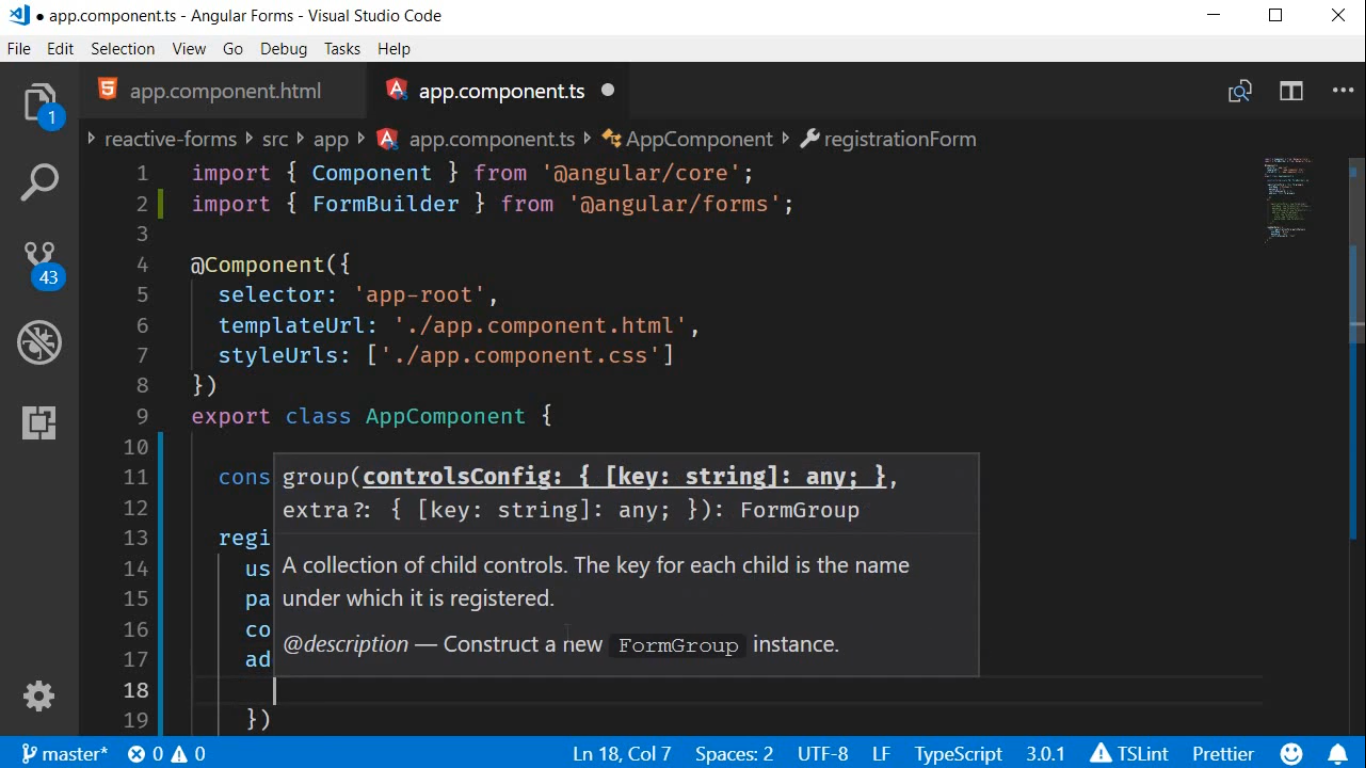 ● app.component.ts - Angular Forms - Visual Studio Code
File Edit Selection View Go Debug Tasks Help
app.component.html app.component.ts
reactive-forms src app app.component.ts AppComponent registrationForm
1 import { Component } from '@angular/core';
2 import { FormBuilder } from '@angular/forms';
3
4 @Component({
5 selector: 'app-root',
6 templateUrl: './app.component.html',
7 styleUrls: ['./app.component.css']
8 })
9 export class AppComponent {
10
11 cons
12
13 regi
14 us
15 pa
16 co
17 ad
18
19 })
group(controlsConfig: { [key: string]: any; },
extra?: { [key: string]: any; }): FormGroup
A collection of child controls. The key for each child is the name
under which it is registered.
@description — Construct a new FormGroup instance.
1
43
master* 0 0 Ln 18, Col 7 Spaces: 2 UTF-8 LF TypeScript 3.0.1 TSLint Prettier